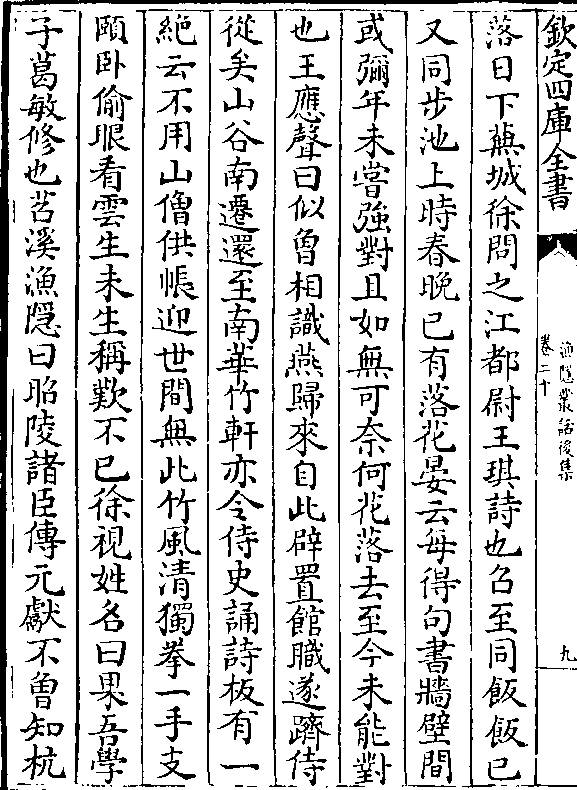 欽定四庫全書
漁隱叢話後集
卷二十
九
落日下蕪城徐問之江都尉王琪詩也召至同飯飯已
又同步池上時春晚已有落花晏云每得句書牆壁間
或彌年未嘗強對且如無可奈何花落去至今未能對
也王應聲曰似曾相識燕歸來自此辟置館職遂躋侍
從矣山谷南遷還至南華竹軒亦令侍史誦詩板有一
絶云不用山僧供帳迎世間無此竹風清獨拳一手支
頤卧偷眼看雲生未生稱歎不已徐視姓名曰果吾學
子葛敏修也苕溪漁隱曰昭陵諸臣傳元獻不曾知杭